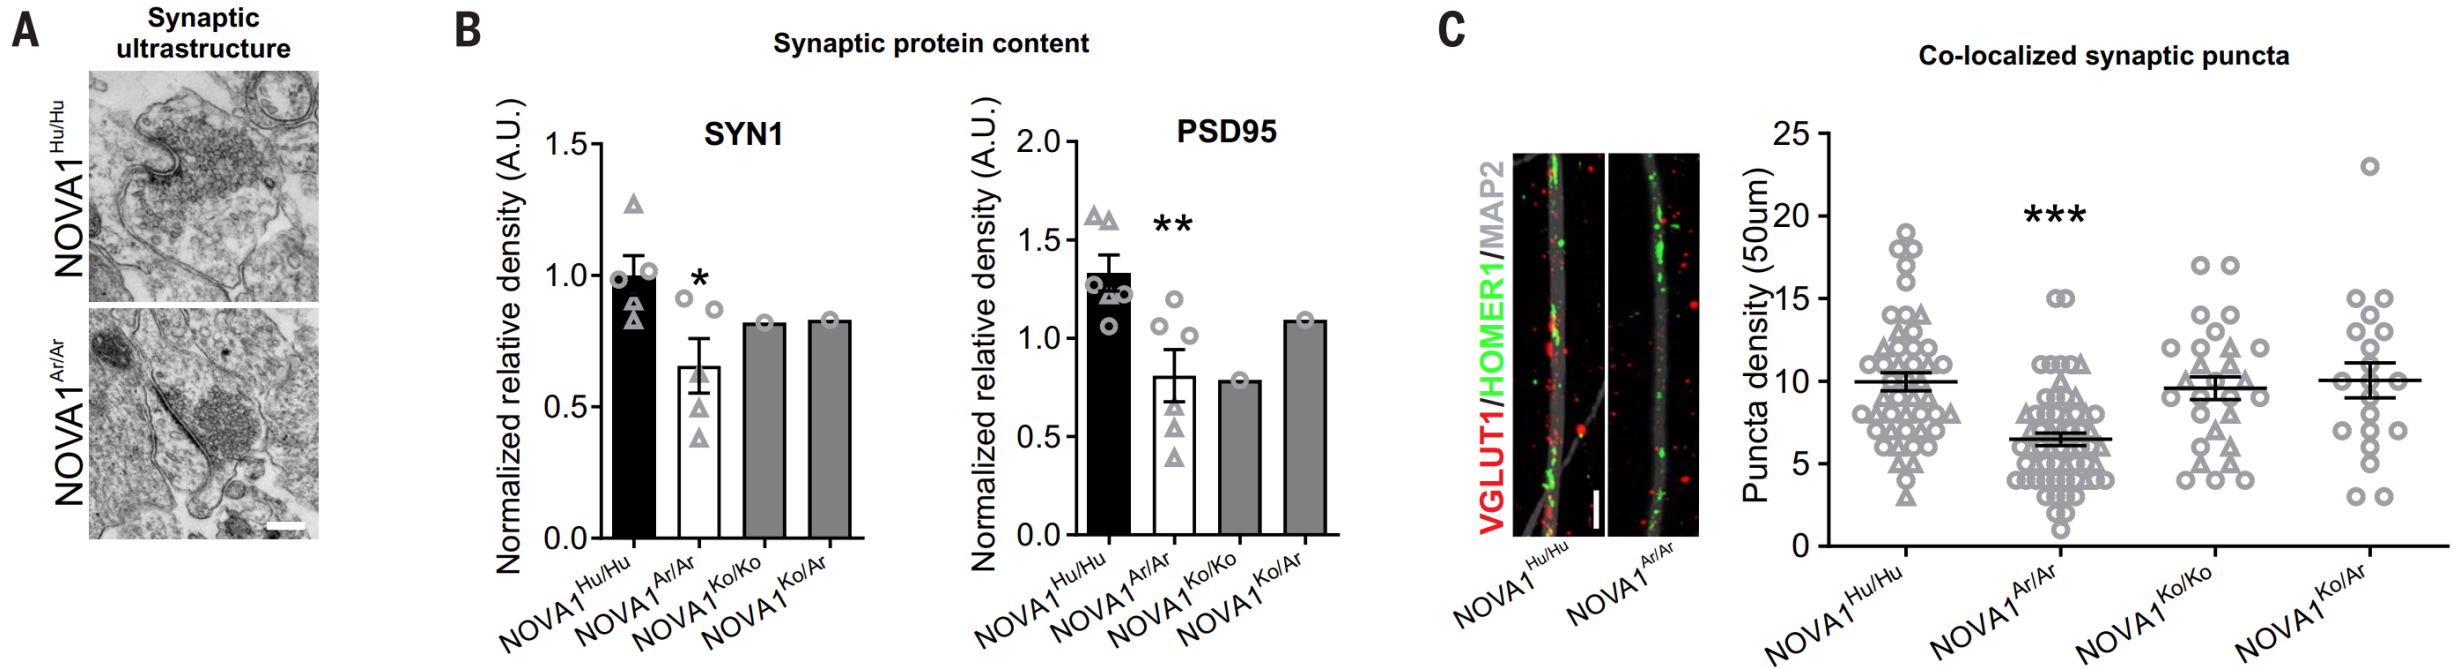 A
Synaptic
ultrastructure
NOVA1Hu/Hu
NOVA1Ar/Ar
B
Synaptic protein content
SYN1
Normalized relative density (A.U.)
1.5
1.0
0.5
0.0
*
NOVA1Hu/Hu
NOVA1Ar/Ar
NOVA1Ko/Ko
NOVA1Ko/Ar
PSD95
Normalized relative density (A.U.)
2.0
1.5
1.0
0.5
0.0
**
NOVA1Hu/Hu
NOVA1Ar/Ar
NOVA1Ko/Ko
NOVA1Ko/Ar
C
Co-localized synaptic puncta
VGLUT1/HOMER1/MAP2
NOVA1Hu/Hu
NOVA1Ar/Ar
Puncta density (50um)
25
20
15
10
5
0
***
NOVA1Hu/Hu
NOVA1Ar/Ar
NOVA1Ko/Ko
NOVA1Ko/Ar